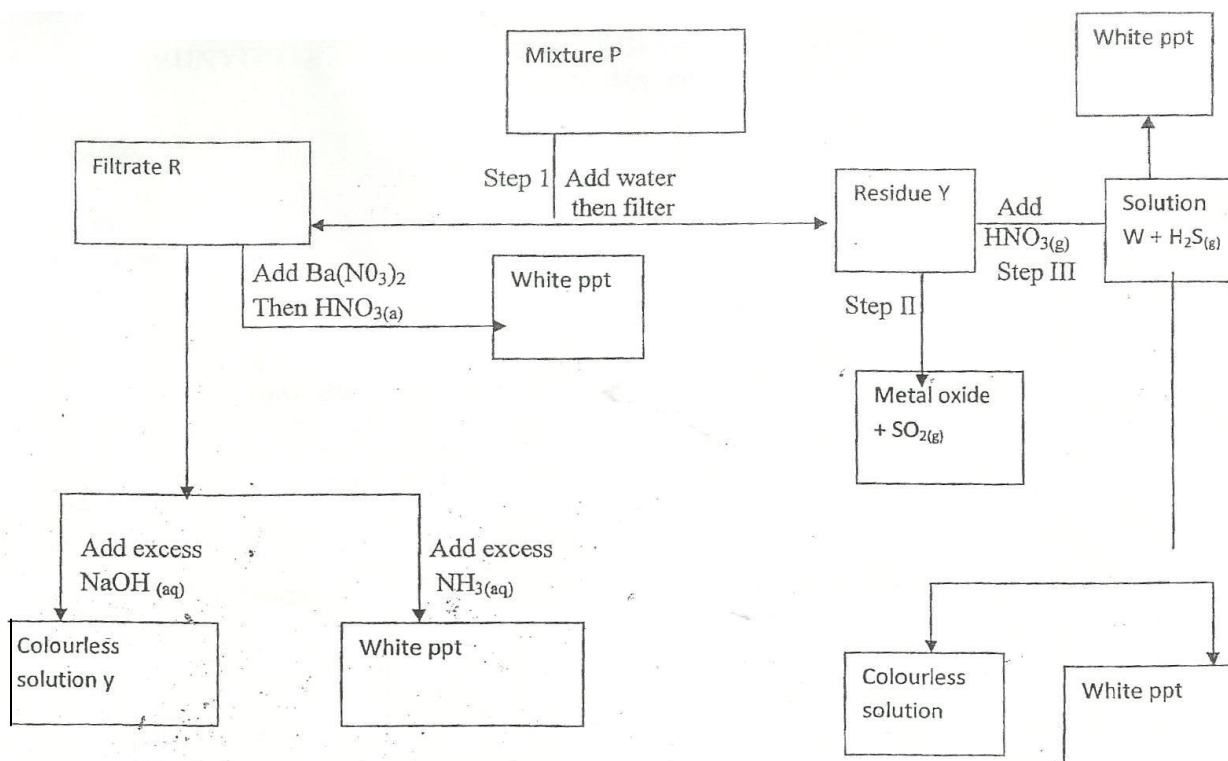 White ppt
Mixture P
Filtrate R
Step 1 Add water
then filter
Residue Y
Add
HNO3(g)
Step III
Solution
W + H2S(g)
Add Ba(N03)2
Then HNO3(a)
White ppt
Step II
Metal oxide
+ SO2(g)
Add excess
NaOH (aq)
Add excess
NH3(aq)
Colourless
solution y
White ppt
Colourless
solution
White ppt